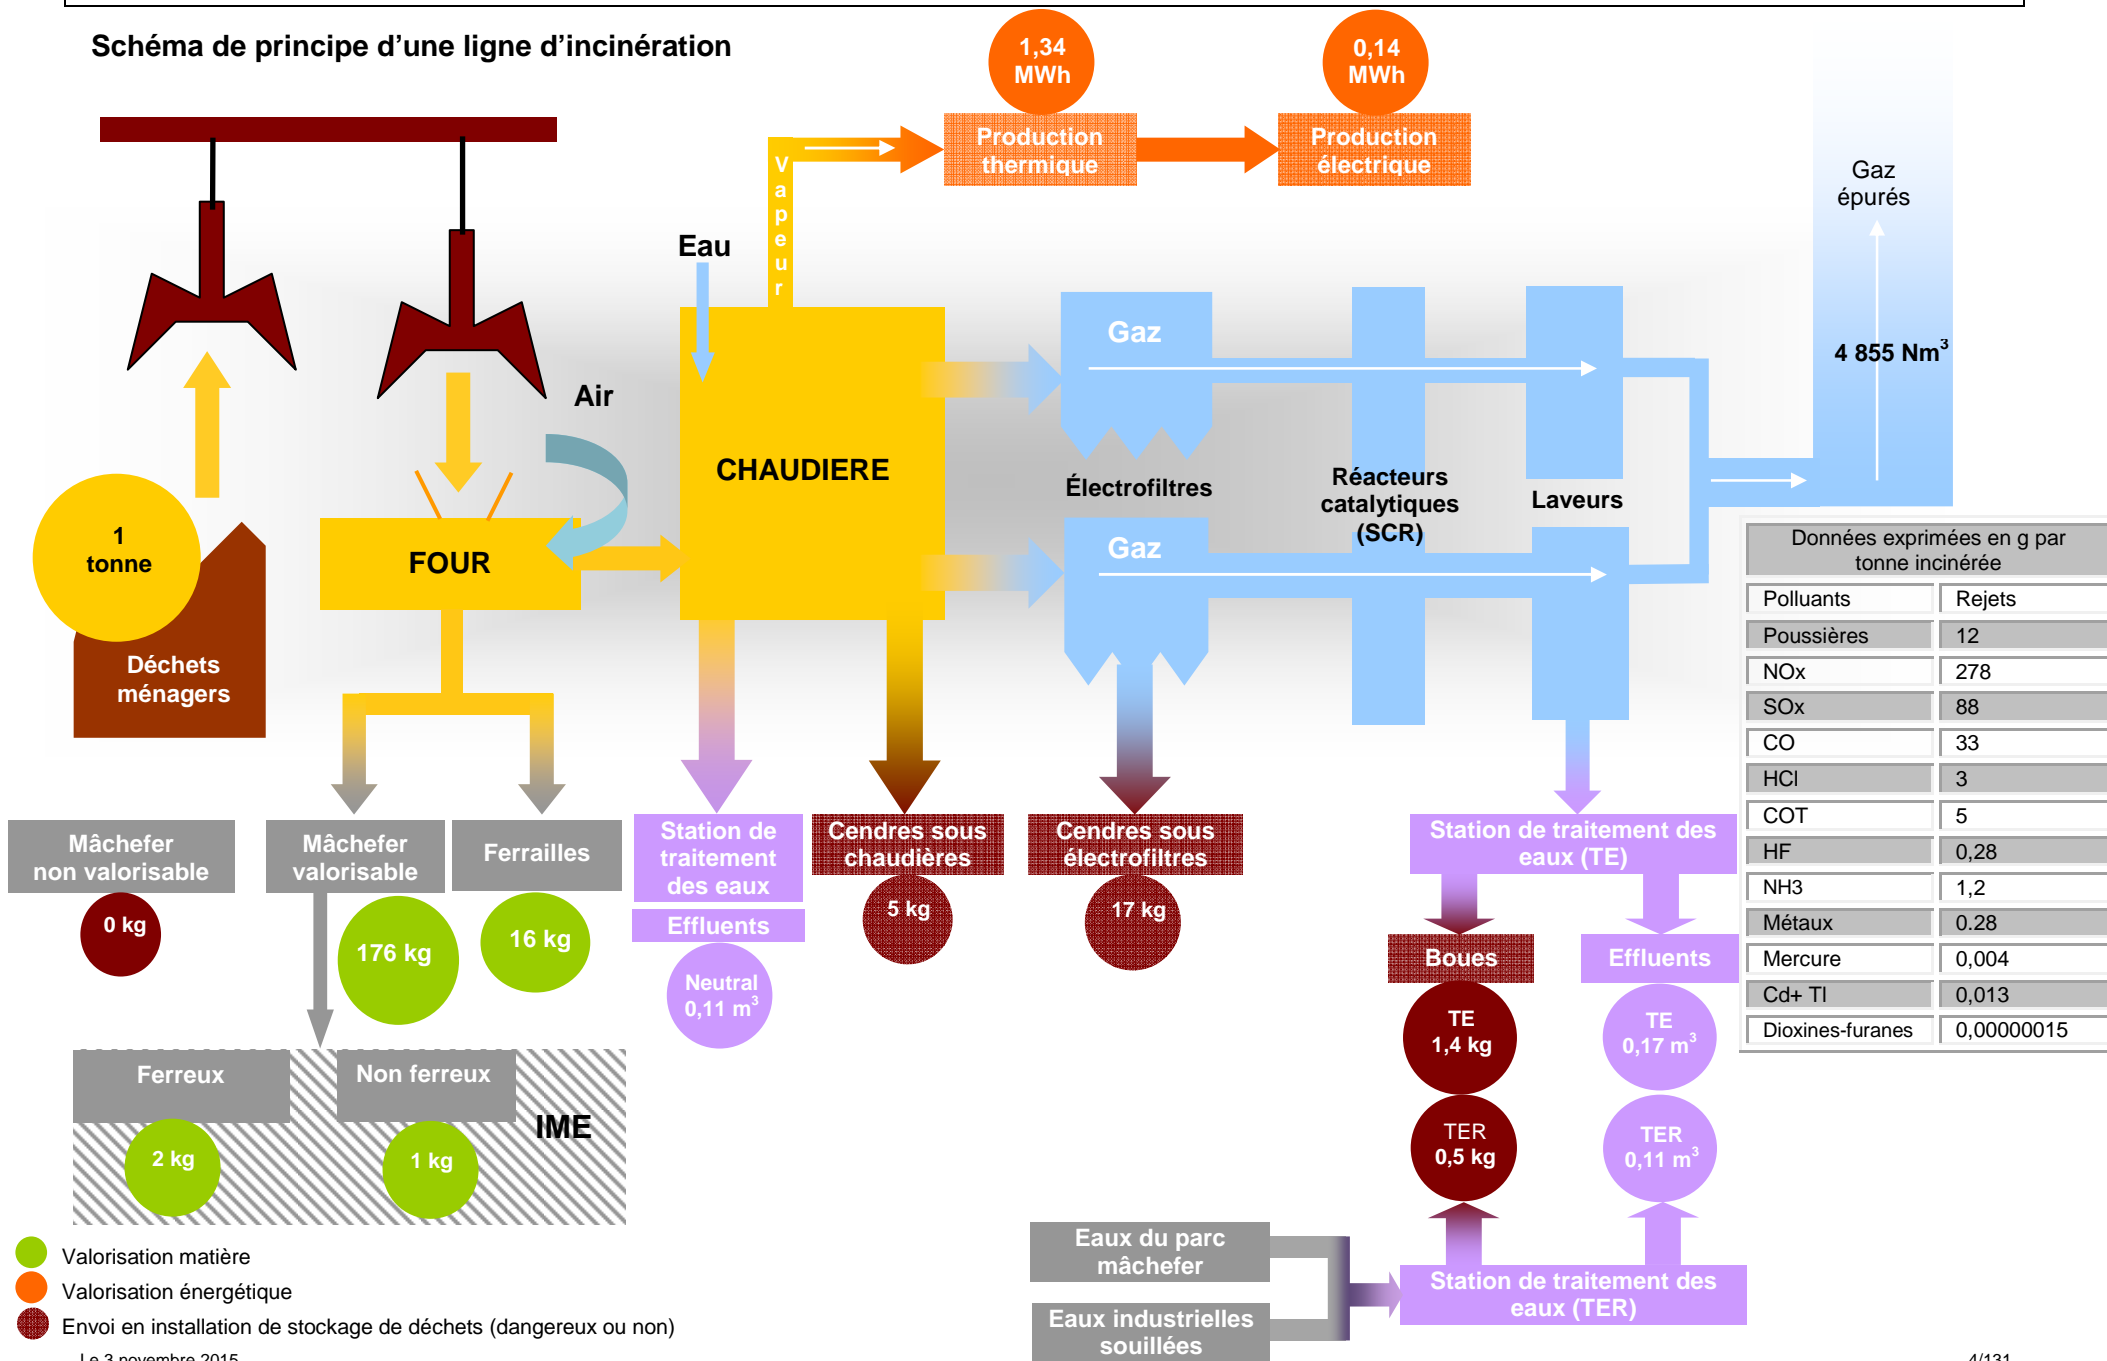 Schéma de principe d'une ligne d'incinération
1,34
MWh
0,14
MWh
Production
thermique
Production
électrique
Vapeur
Gaz
épurés
Eau
Gaz
4 855 Nm³
Air
CHAUDIERE
Électrofiltres
Réacteurs
catalytiques
(SCR)
Laveurs
1
tonne
FOUR
Gaz
Déchets
ménagers
Données exprimées en g par
tonne incinérée
Polluants Rejets
Poussières 12
NOx 278
SOx 88
CO 33
HCl 3
COT 5
HF 0,28
NH3 1,2
Métaux 0.28
Mercure 0,004
Cd+ Tl 0,013
Dioxines-furanes 0,00000015
Mâchefer
non valorisable
0 kg
Mâchefer
valorisable
176 kg
Ferrailles
16 kg
Station de
traitement
des eaux
Effluents
Neutral
0,11 m³
Cendres sous
chaudières
5 kg
Cendres sous
électrofiltres
17 kg
Station de traitement des
eaux (TE)
Boues
Effluents
TE
1,4 kg
TE
0,17 m³
TER
0,5 kg
TER
0,11 m³
Ferreux
Non ferreux
IME
2 kg
1 kg
Eaux du parc
mâchefer
Eaux industrielles
souillées
Station de traitement des
eaux (TER)
Valorisation matière
Valorisation énergétique
Envoi en installation de stockage de déchets (dangereux ou non)
Le 3 novembre 2015
4/131